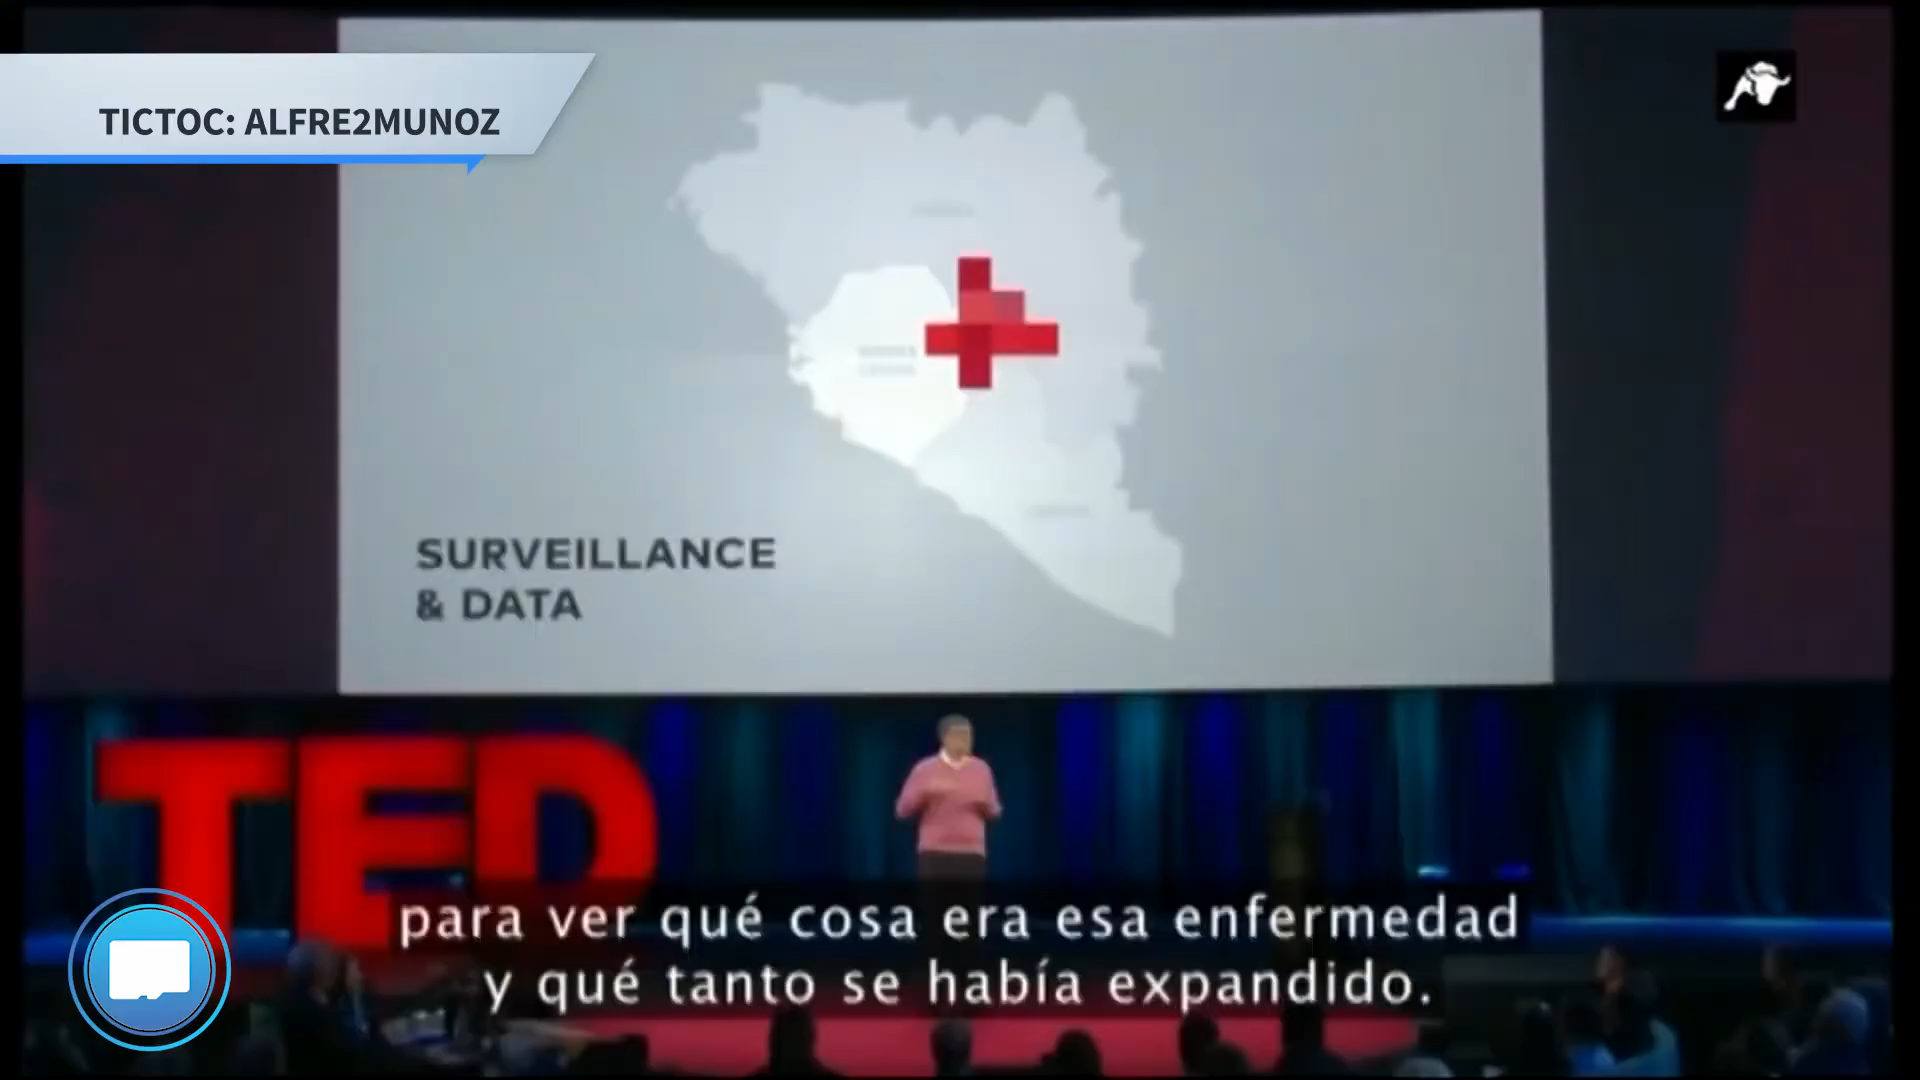 TICTOC: ALFRE2MUNOZ
SURVEILLANCE
& DATA
TED
para ver qué cosa era esa enfermedad
y qué tanto se había expandido.